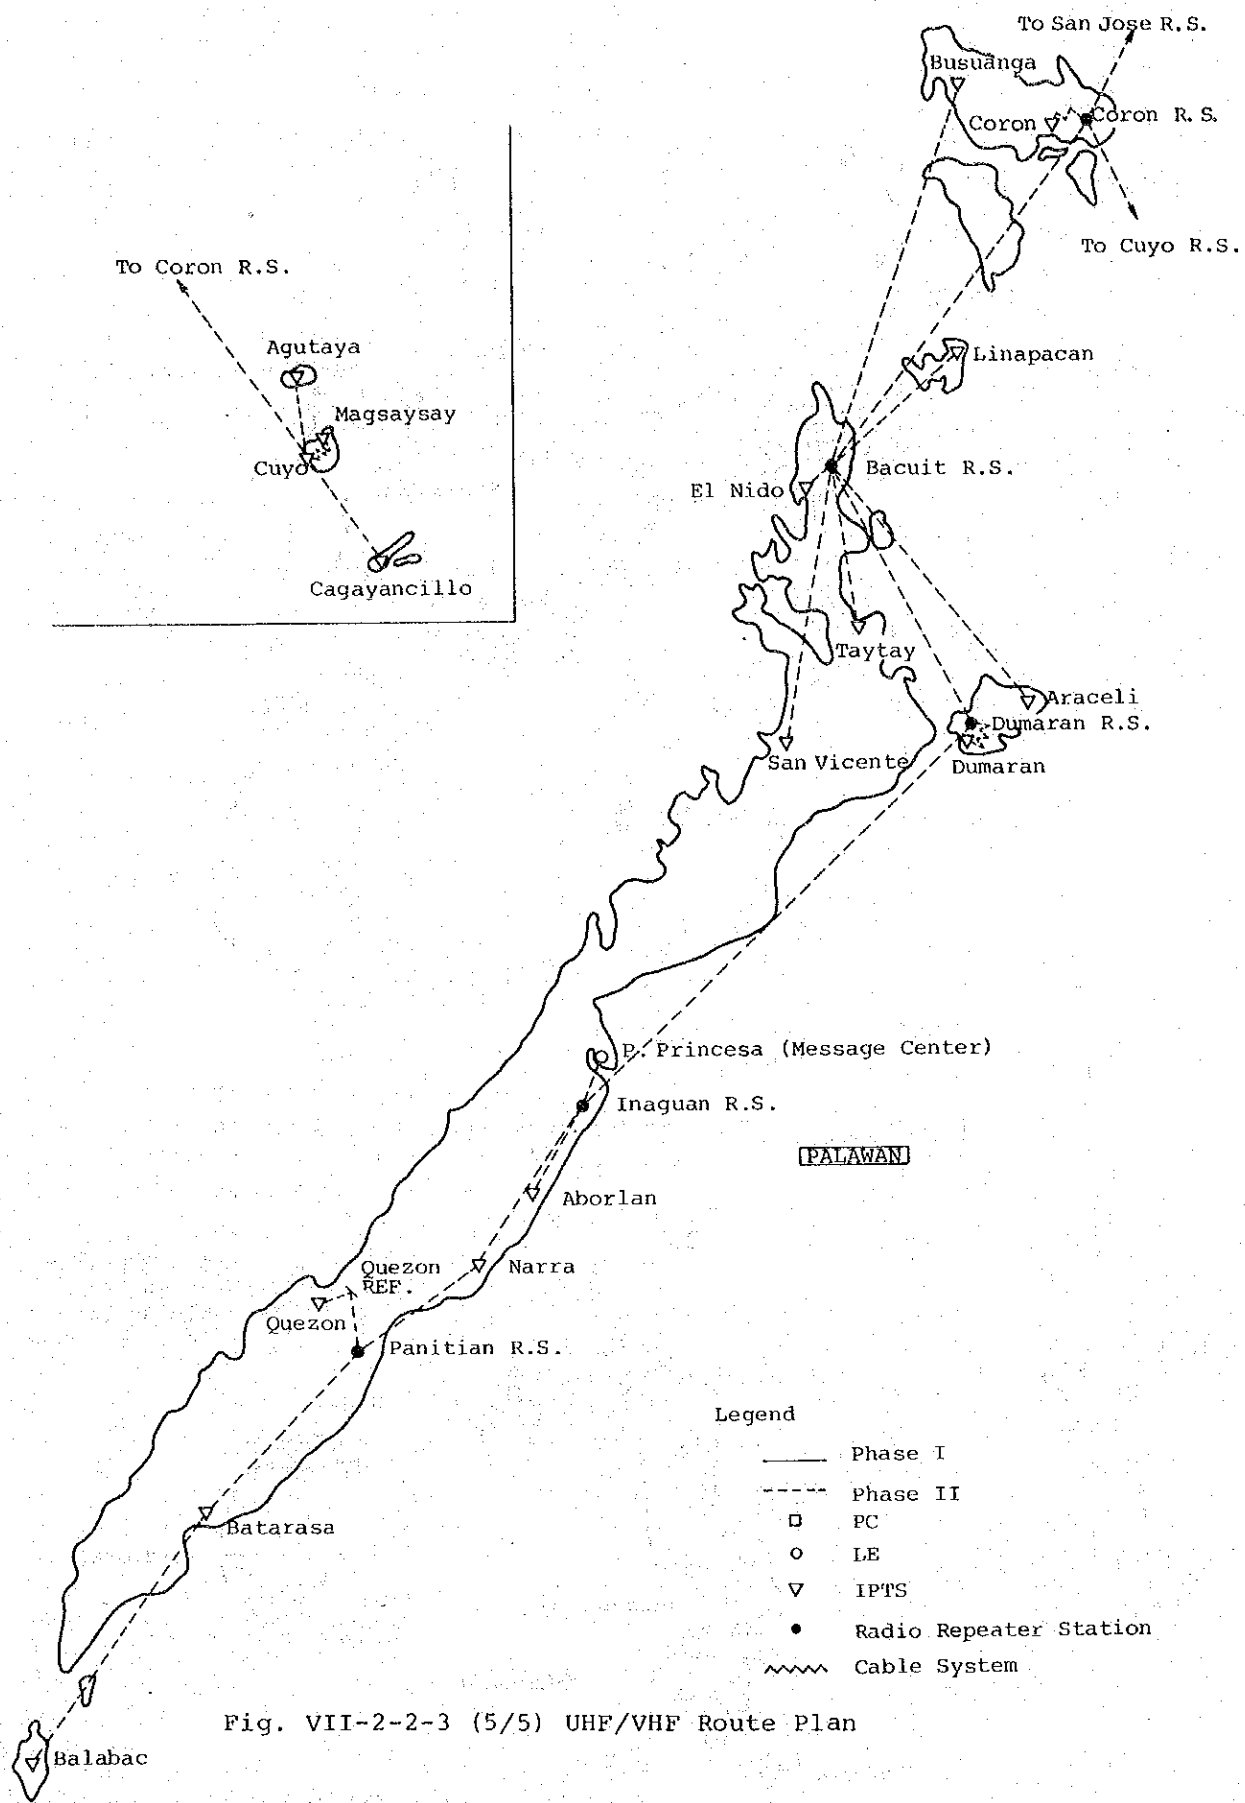 To San Jose R.S.
Busuanga
Coron
Coron R.S.
To Cuyo R.S.
To Coron R.S.
Agutaya
Magsaysay
Cuyo
Cagayancillo
Linapacan
Bacuit R.S.
El Nido
Taytay
Araceli
Dumaran R.S.
San Vicente
Dumaran
P. Princesa (Message Center)
Inaguan R.S.
PALAWAN
Aborlan
Quezon
REF.
Narra
Quezon
Panitian R.S.
Batarasa
Balabac
Legend
Phase I
Phase II
PC
LE
IPTS
Radio Repeater Station
Cable System
Fig. VII-2-2-3 (5/5) UHF/VHF Route Plan